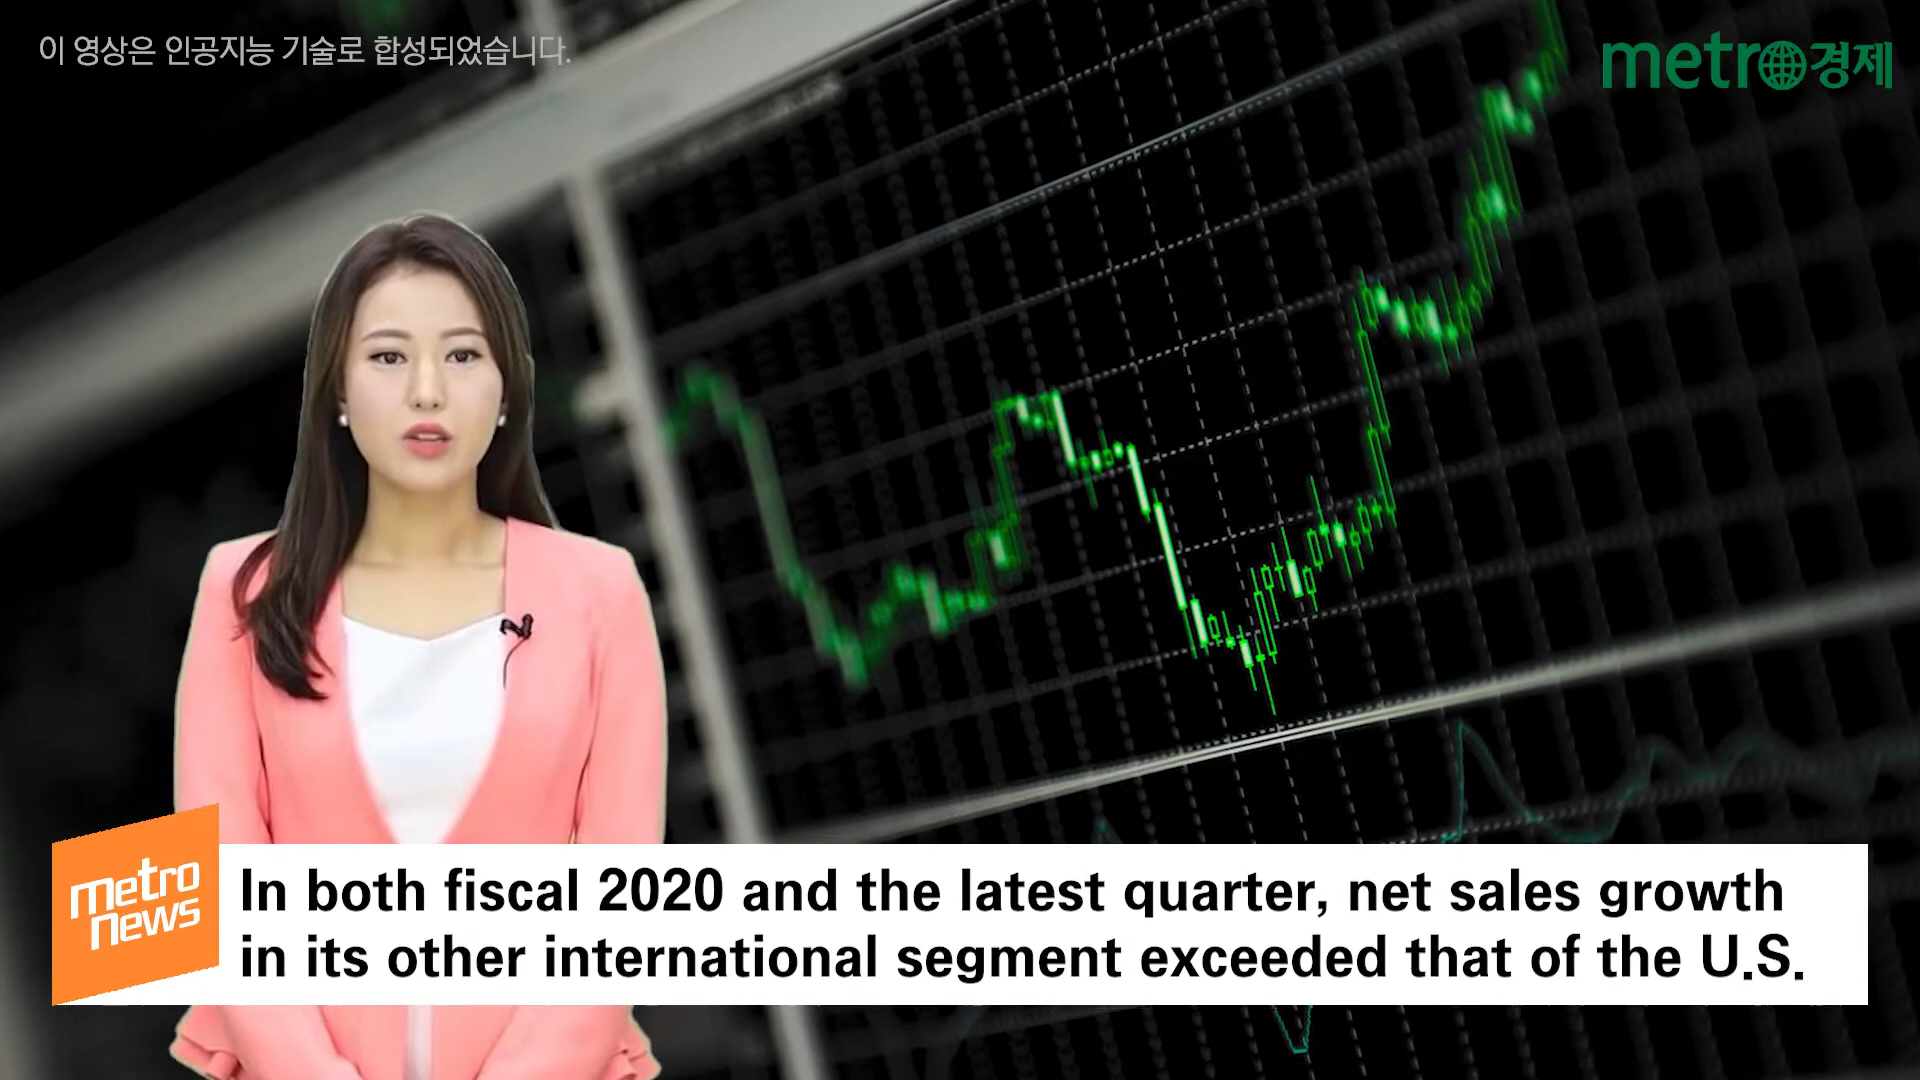 이 영상은 인공지능 기술로 합성되었습니다.
metro경제
metro
news
In both fiscal 2020 and the latest quarter, net sales growth
in its other international segment exceeded that of the U.S.